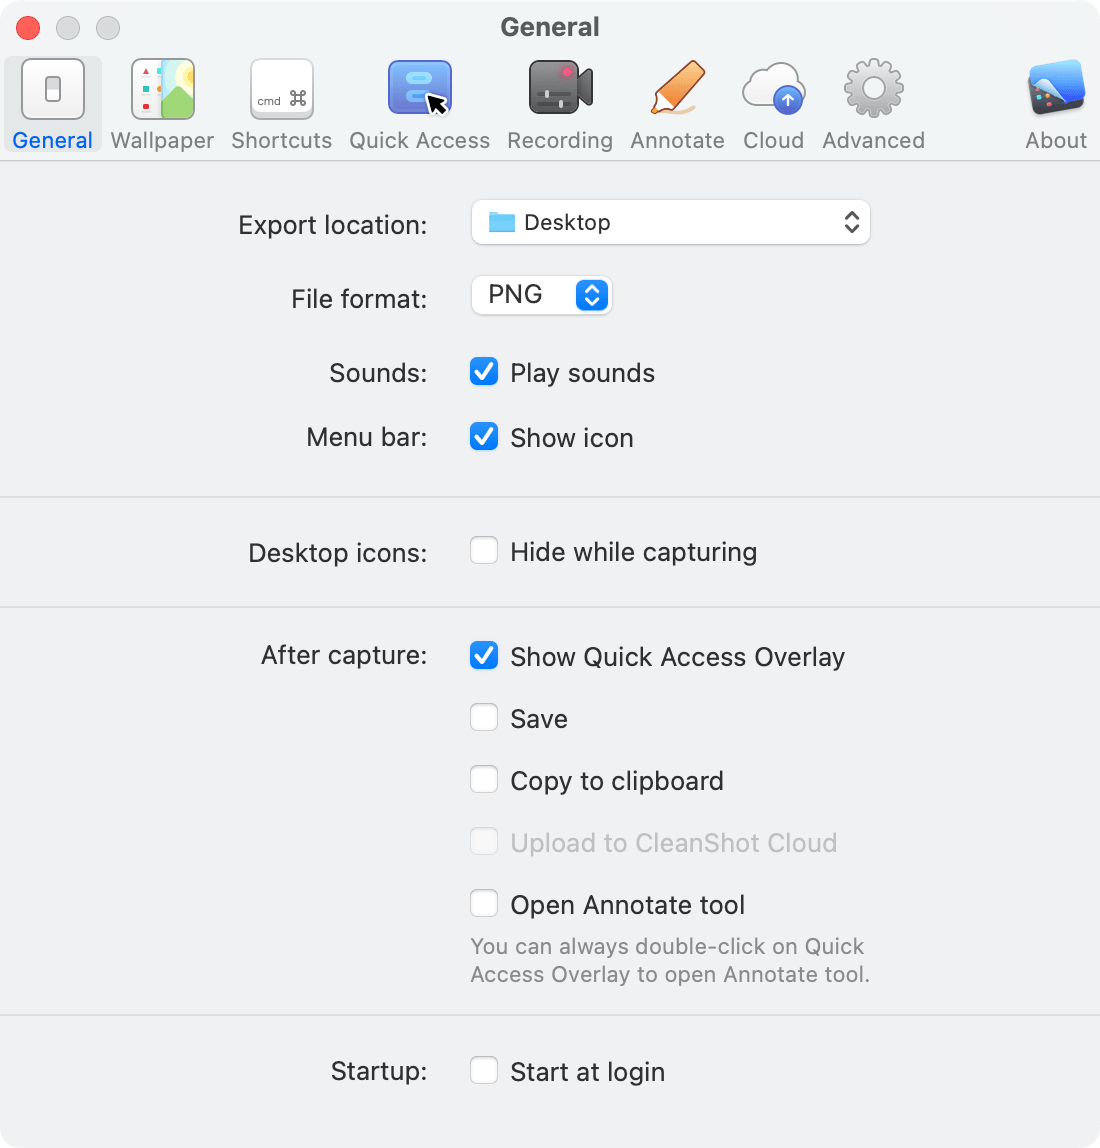 General
cmd ⌘
General Wallpaper Shortcuts Quick Access Recording Annotate Cloud Advanced About
Export location: Desktop
File format: PNG
Sounds: Play sounds
Menu bar: Show icon
Desktop icons: Hide while capturing
After capture: Show Quick Access Overlay
Save
Copy to clipboard
Upload to CleanShot Cloud
Open Annotate tool
You can always double-click on Quick
Access Overlay to open Annotate tool.
Startup: Start at login